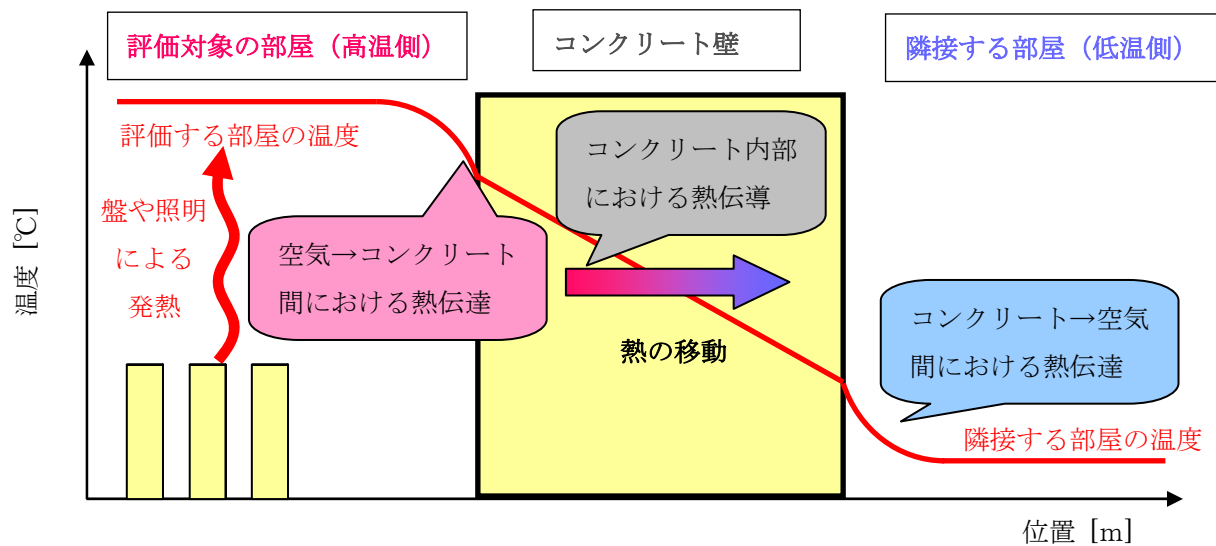 評価対象の部屋（高温側）
コンクリート壁
隣接する部屋（低温側）
温度 [℃]
評価する部屋の温度
盤や照明
による
発熱
空気→コンクリート
間における熱伝達
コンクリート内部
における熱伝導
熱の移動
コンクリート→空気
間における熱伝達
隣接する部屋の温度
位置 [m]